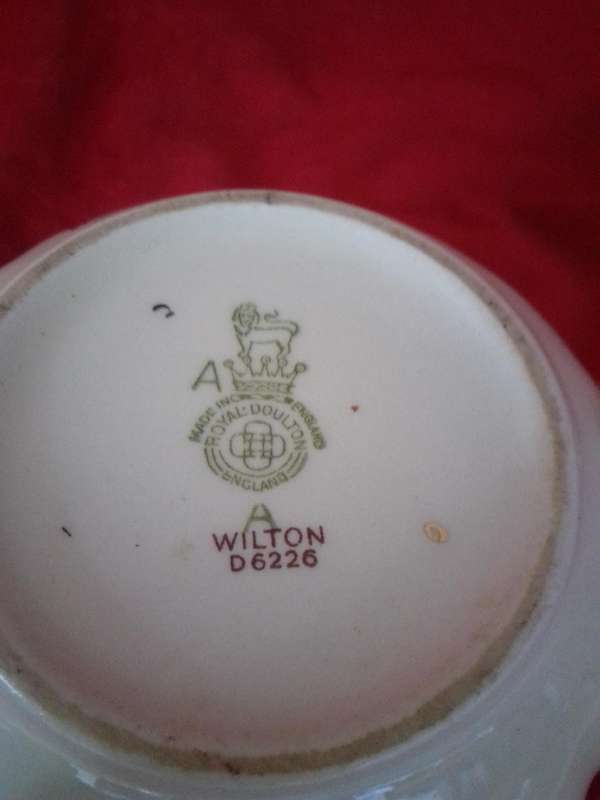 A
MADE IN ENGLAND
ROYAL·DOULTON
ENGLAND
A
WILTON
D6226